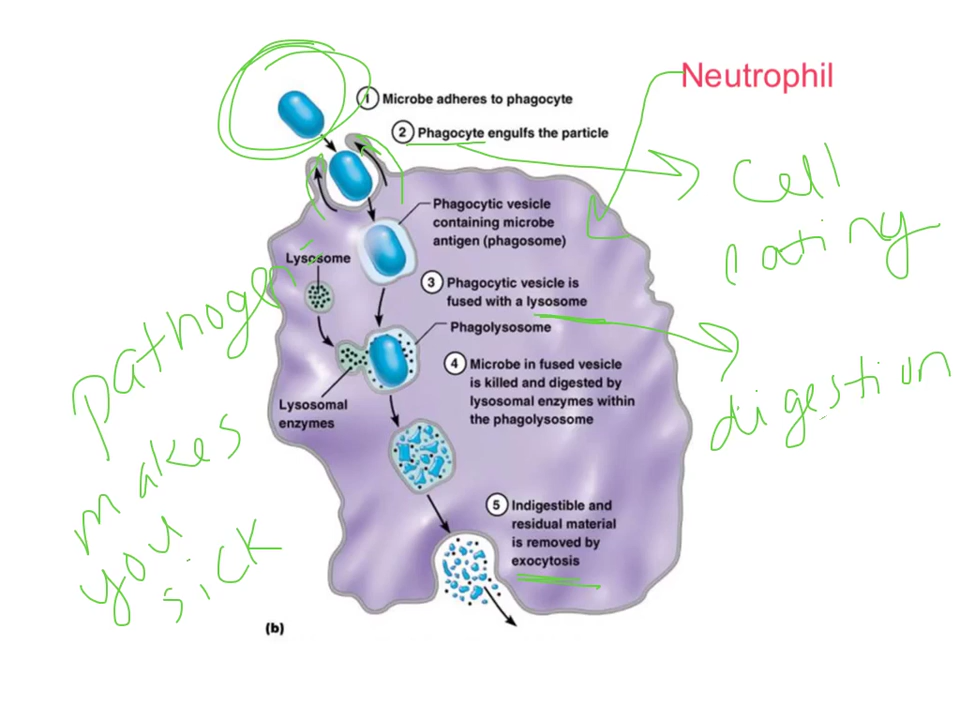 Neutrophil
1 Microbe adheres to phagocyte
2 Phagocyte engulfs the particle
Cell
eating
Phagocytic vesicle
containing microbe
antigen (phagosome)
Lysosome
3 Phagocytic vesicle is
fused with a lysosome
Phagolysosome
pathogen
makes
you
sick
4 Microbe in fused vesicle
is killed and digested by
lysosomal enzymes within
the phagolysosome
digestion
Lysosomal
enzymes
5 Indigestible and
residual material
is removed by
exocytosis
(b)